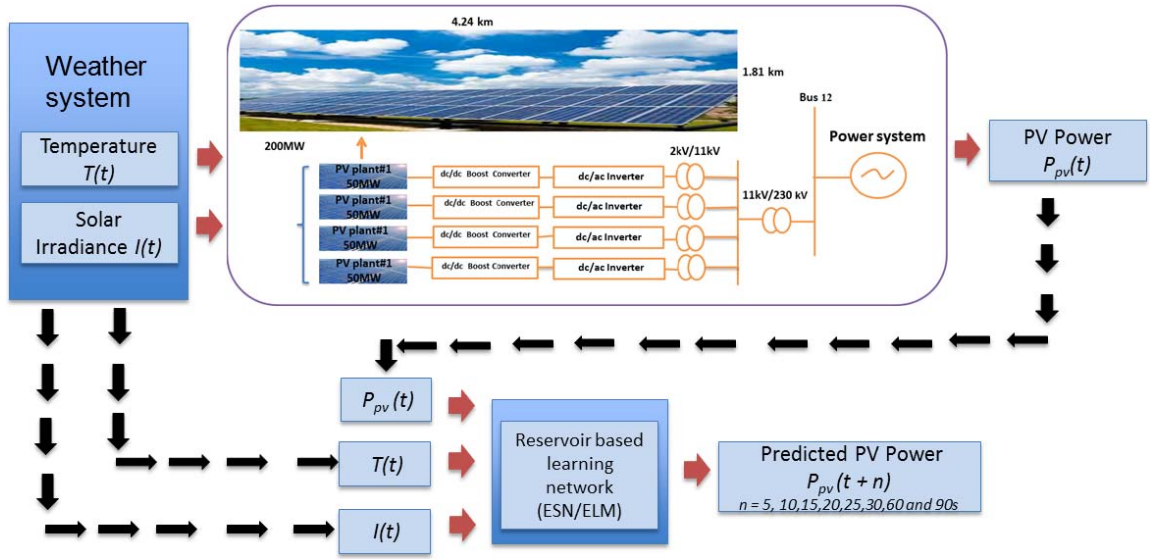 4.24 km
Weather
system
1.81 km
Bus 12
Temperature
T(t)
Power system
PV Power
P_pv(t)
200MW
2kV/11kV
PV plant#1
50MW
dc/dc Boost Converter
dc/ac Inverter
11kV/230 kV
Solar
Irradiance I(t)
PV plant#1
50MW
dc/dc Boost Converter
dc/ac Inverter
PV plant#1
50MW
dc/dc Boost Converter
dc/ac Inverter
PV plant#1
50MW
dc/dc Boost Converter
dc/ac Inverter
P_pv (t)
T(t)
I(t)
Reservoir based
learning
network
(ESN/ELM)
Predicted PV Power
P_pv(t + n)
n = 5, 10,15,20,25,30,60 and 90s